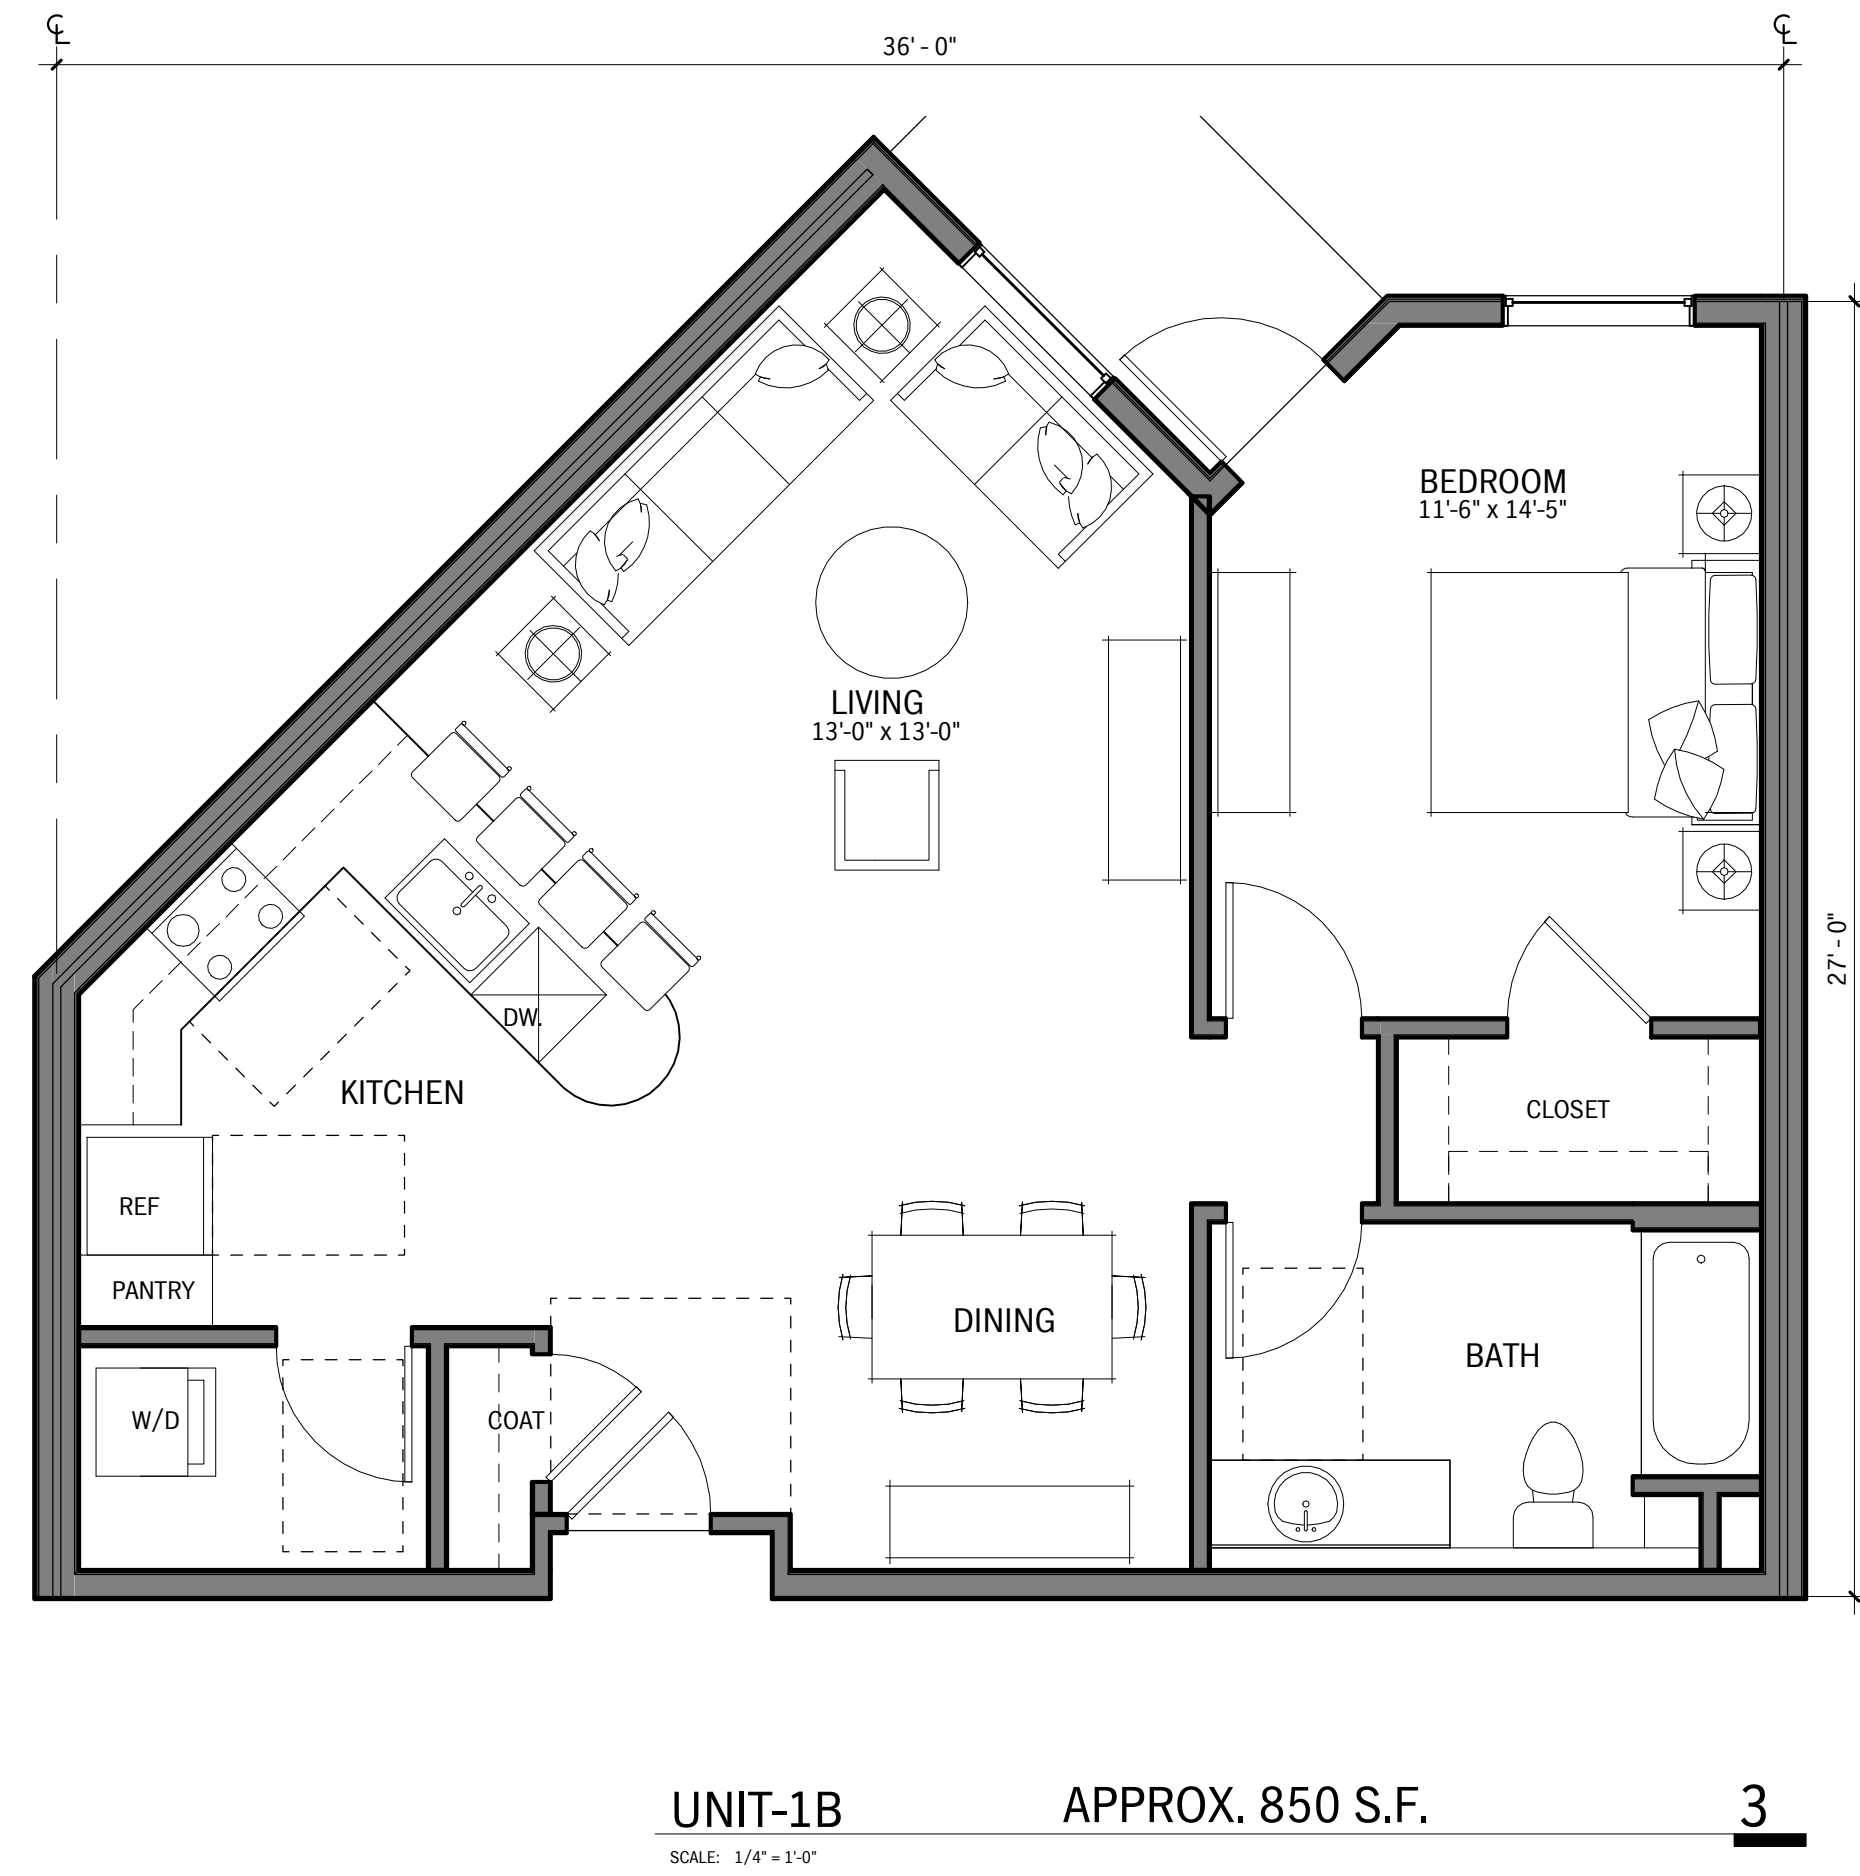 ℄ ℄
36' - 0"
BEDROOM
11'-6" x 14'-5"
LIVING
13'-0" x 13'-0"
27' - 0"
DW.
KITCHEN
CLOSET
REF
PANTRY
DINING
BATH
W/D
COAT
UNIT-1B APPROX. 850 S.F. 3
SCALE: 1/4" = 1'-0"